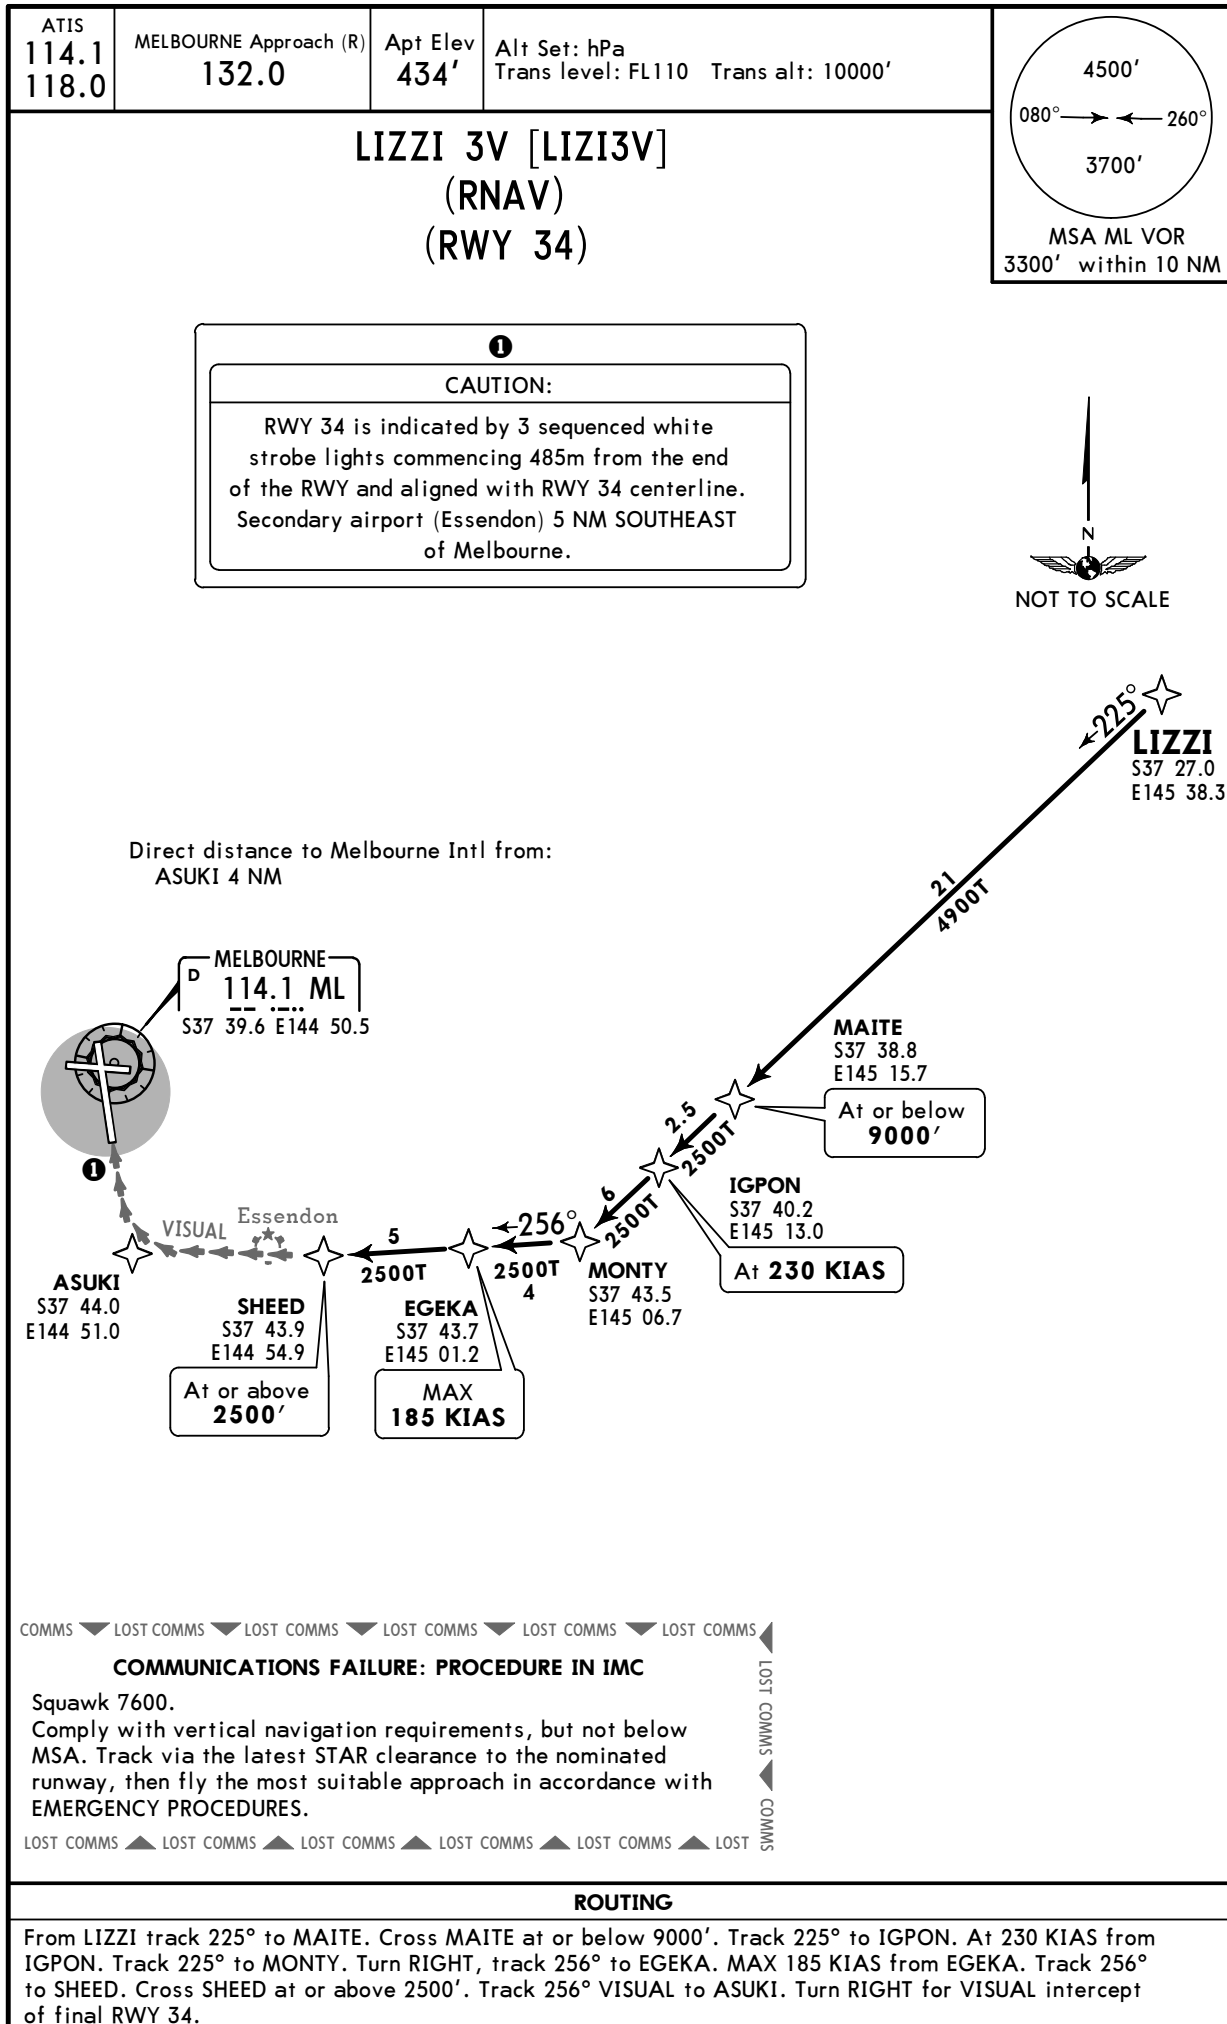 ATIS
114.1
118.0
MELBOURNE Approach (R)
132.0
Apt Elev
434'
Alt Set: hPa
Trans level: FL110 Trans alt: 10000'
4500'
080°
260°
3700'
MSA ML VOR
3300' within 10 NM
LIZZI 3V [LIZI3V]
(RNAV)
(RWY 34)
1
CAUTION:
RWY 34 is indicated by 3 sequenced white
strobe lights commencing 485m from the end
of the RWY and aligned with RWY 34 centerline.
Secondary airport (Essendon) 5 NM SOUTHEAST
of Melbourne.
N
NOT TO SCALE
225°
LIZZI
S37 27.0
E145 38.3
21
4900T
Direct distance to Melbourne Intl from:
ASUKI 4 NM
MELBOURNE
D 114.1 ML
S37 39.6 E144 50.5
MAITE
S37 38.8
E145 15.7
At or below
9000'
2.5
2500T
1
IGPON
S37 40.2
E145 13.0
At 230 KIAS
6
2500T
MONTY
S37 43.5
E145 06.7
256°
2500T
4
EGEKA
S37 43.7
E145 01.2
MAX
185 KIAS
5
2500T
Essendon
VISUAL
SHEED
S37 43.9
E144 54.9
At or above
2500'
ASUKI
S37 44.0
E144 51.0
COMMS LOST COMMS LOST COMMS LOST COMMS LOST COMMS LOST COMMS
LOST COMMS
COMMS
COMMUNICATIONS FAILURE: PROCEDURE IN IMC
Squawk 7600.
Comply with vertical navigation requirements, but not below
MSA. Track via the latest STAR clearance to the nominated
runway, then fly the most suitable approach in accordance with
EMERGENCY PROCEDURES.
LOST COMMS LOST COMMS LOST COMMS LOST COMMS LOST COMMS LOST
ROUTING
From LIZZI track 225° to MAITE. Cross MAITE at or below 9000'. Track 225° to IGPON. At 230 KIAS from
IGPON. Track 225° to MONTY. Turn RIGHT, track 256° to EGEKA. MAX 185 KIAS from EGEKA. Track 256°
to SHEED. Cross SHEED at or above 2500'. Track 256° VISUAL to ASUKI. Turn RIGHT for VISUAL intercept
of final RWY 34.